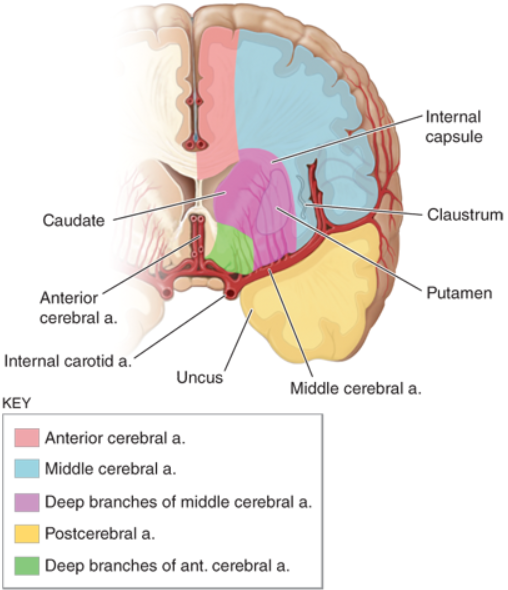 Internal
capsule
Caudate
Claustrum
Anterior
cerebral a.
Putamen
Internal carotid a.
Uncus
Middle cerebral a.
KEY
Anterior cerebral a.
Middle cerebral a.
Deep branches of middle cerebral a.
Postcerebral a.
Deep branches of ant. cerebral a.